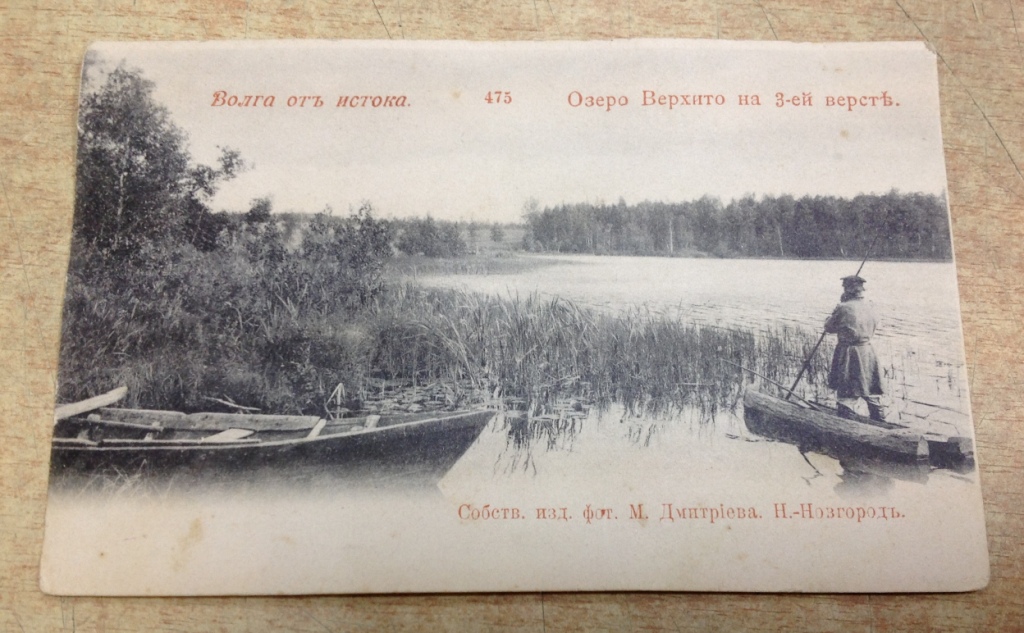 Волга отъ истока. 475 Озеро Верхито на 3-ей верстѣ.
Собств. изд. фот. М. Дмитріева. Н.-Новгородъ.